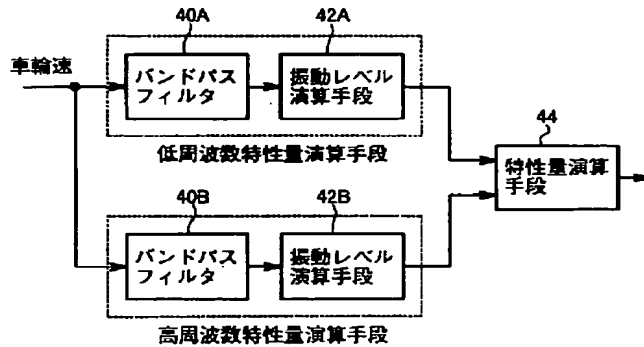 40A
42A
車輪速
バンドパス
フィルタ
振動レベル
演算手段
低周波数特性量演算手段
44
特性量演算
手段
40B
42B
バンドパス
フィルタ
振動レベル
演算手段
高周波数特性量演算手段